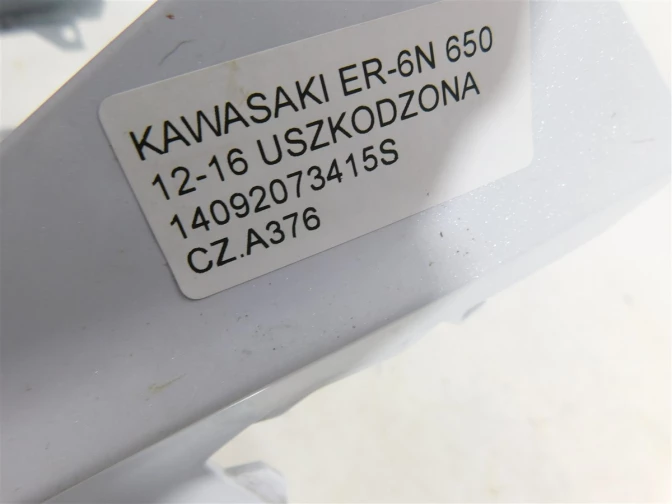 KAWASAKI ER-6N 650
12-16 USZKODZONA
14092073415S
CZ.A376